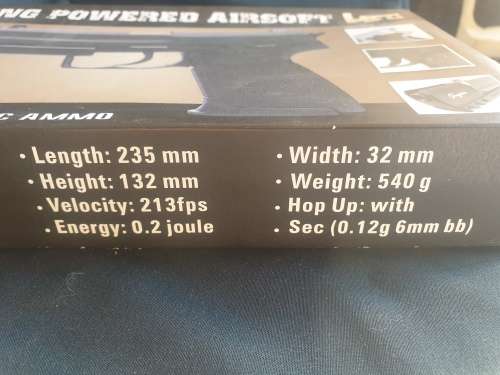 POWERED AIRSOFT
AMMO
• Length: 235 mm
• Height: 132 mm
• Velocity: 213fps
• Energy: 0.2 joule
• Width: 32 mm
• Weight: 540 g
• Hop Up: with
• Sec (0.12g 6mm bb)